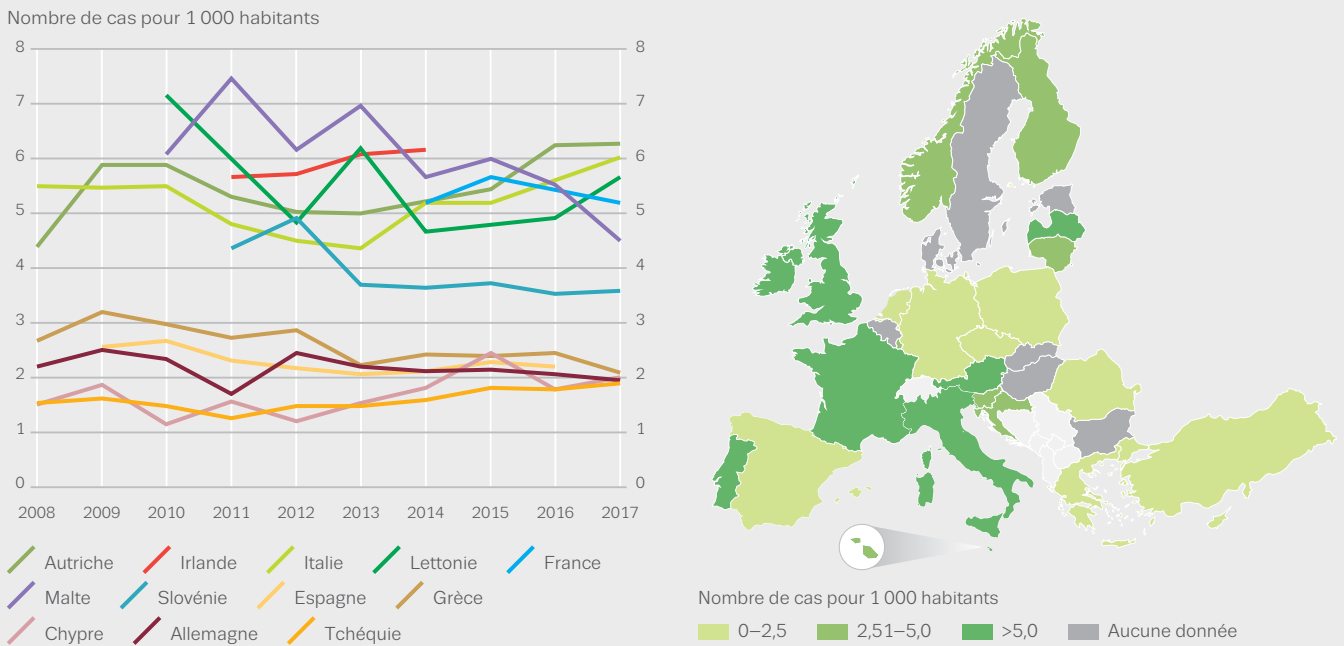 Nombre de cas pour 1 000 habitants
8 8
7 7
6 6
5 5
4 4
3 3
2 2
1 1
0 0
2008 2009 2010 2011 2012 2013 2014 2015 2016 2017
Autriche Irlande Italie Lettonie France
Malte Slovénie Espagne Grèce
Chypre Allemagne Tchéquie
Nombre de cas pour 1 000 habitants
0–2,5 2,51–5,0 >5,0 Aucune donnée